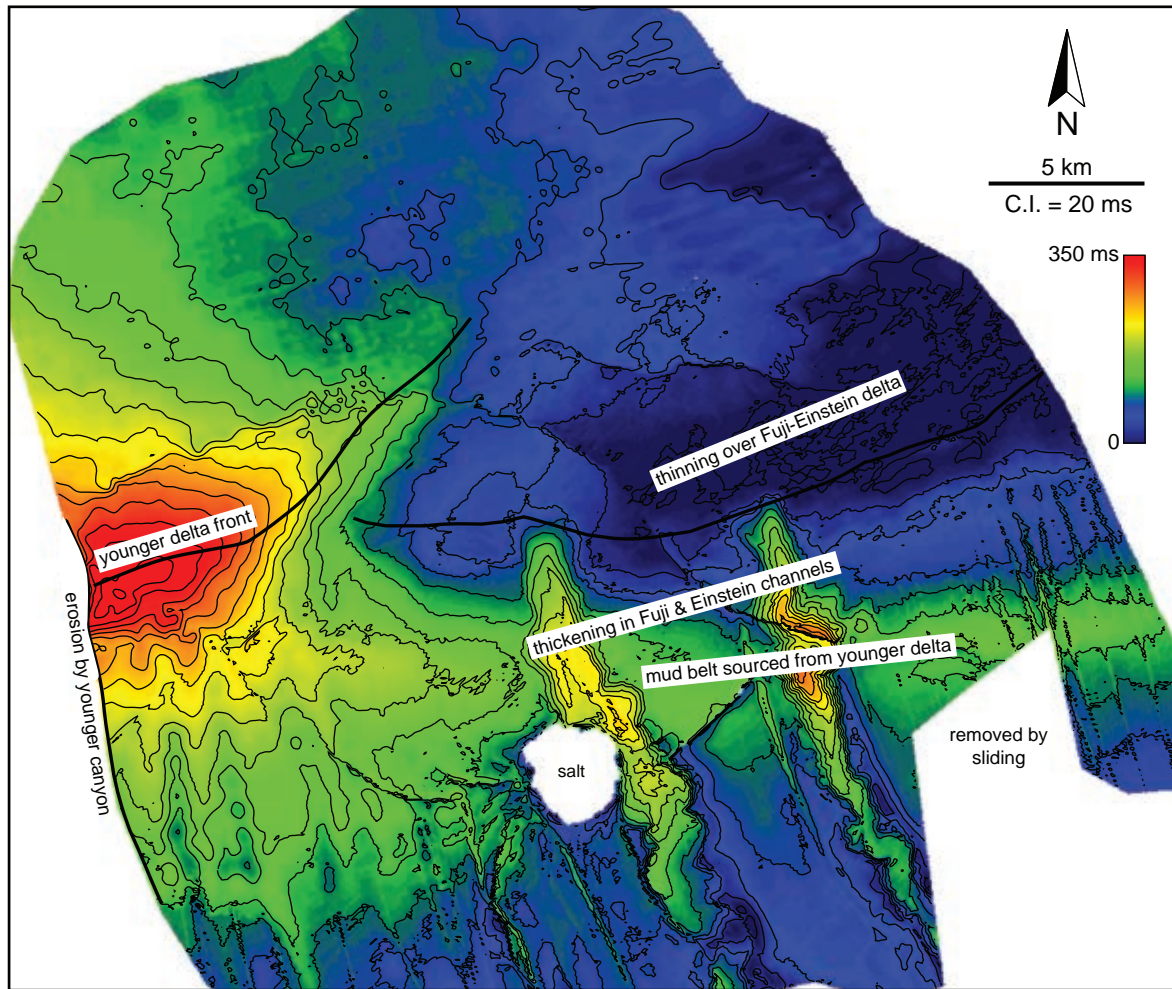 N
5 km
C.I. = 20 ms
350 ms
0
thinning over Fuji-Einstein delta
younger delta front
thickening in Fuji & Einstein channels
mud belt sourced from younger delta
erosion by younger canyon
removed by
sliding
salt